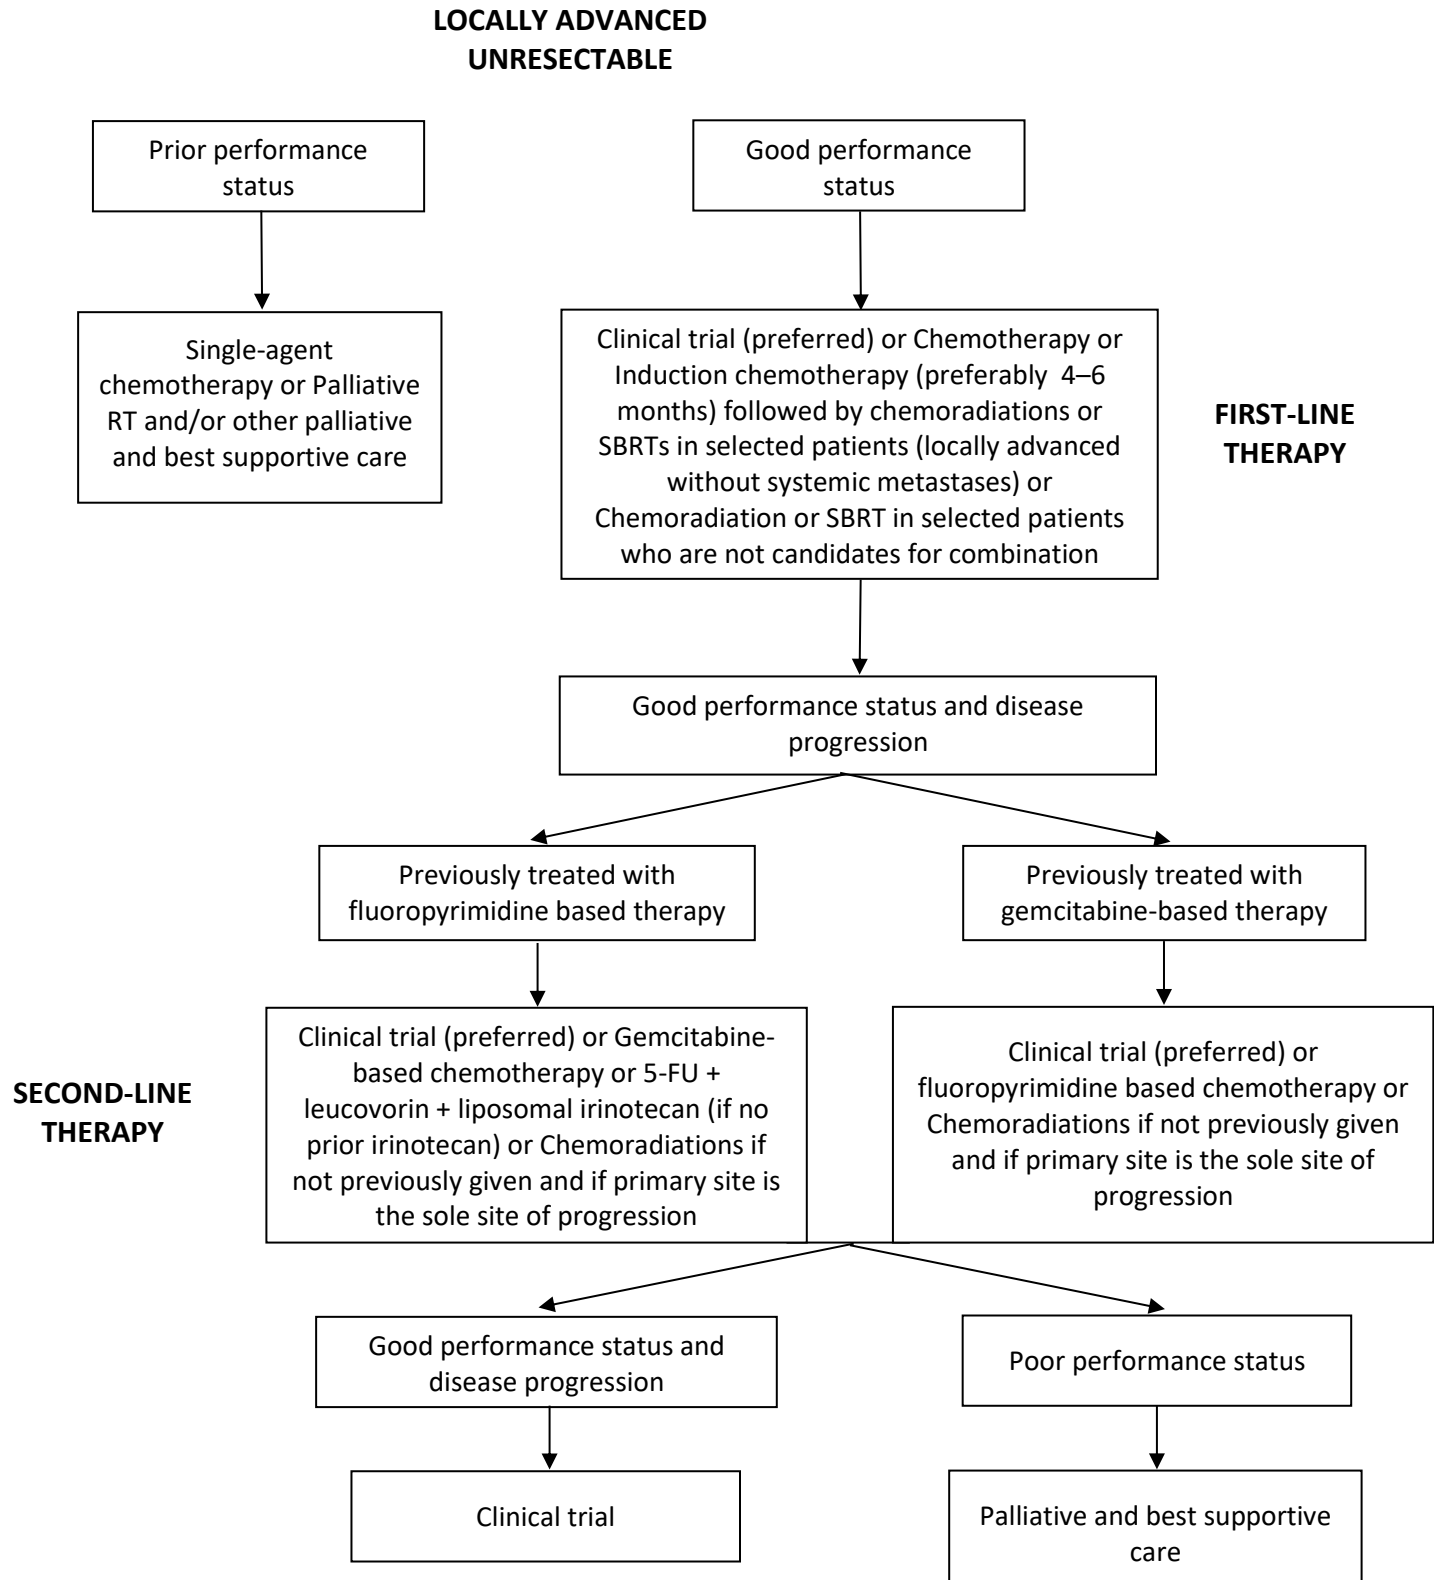 LOCALLY ADVANCED
UNRESECTABLE
Prior performance
status
Good performance
status
Single-agent
chemotherapy or Palliative
RT and/or other palliative
and best supportive care
Clinical trial (preferred) or Chemotherapy or
Induction chemotherapy (preferably 4–6
months) followed by chemoradiations or
SBRTs in selected patients (locally advanced
without systemic metastases) or
Chemoradiation or SBRT in selected patients
who are not candidates for combination
FIRST-LINE
THERAPY
Good performance status and disease
progression
Previously treated with
fluoropyrimidine based therapy
Previously treated with
gemcitabine-based therapy
SECOND-LINE
THERAPY
Clinical trial (preferred) or Gemcitabine-
based chemotherapy or 5-FU +
leucovorin + liposomal irinotecan (if no
prior irinotecan) or Chemoradiations if
not previously given and if primary site is
the sole site of progression
Clinical trial (preferred) or
fluoropyrimidine based chemotherapy or
Chemoradiations if not previously given
and if primary site is the sole site of
progression
Good performance status and
disease progression
Poor performance status
Clinical trial
Palliative and best supportive
care